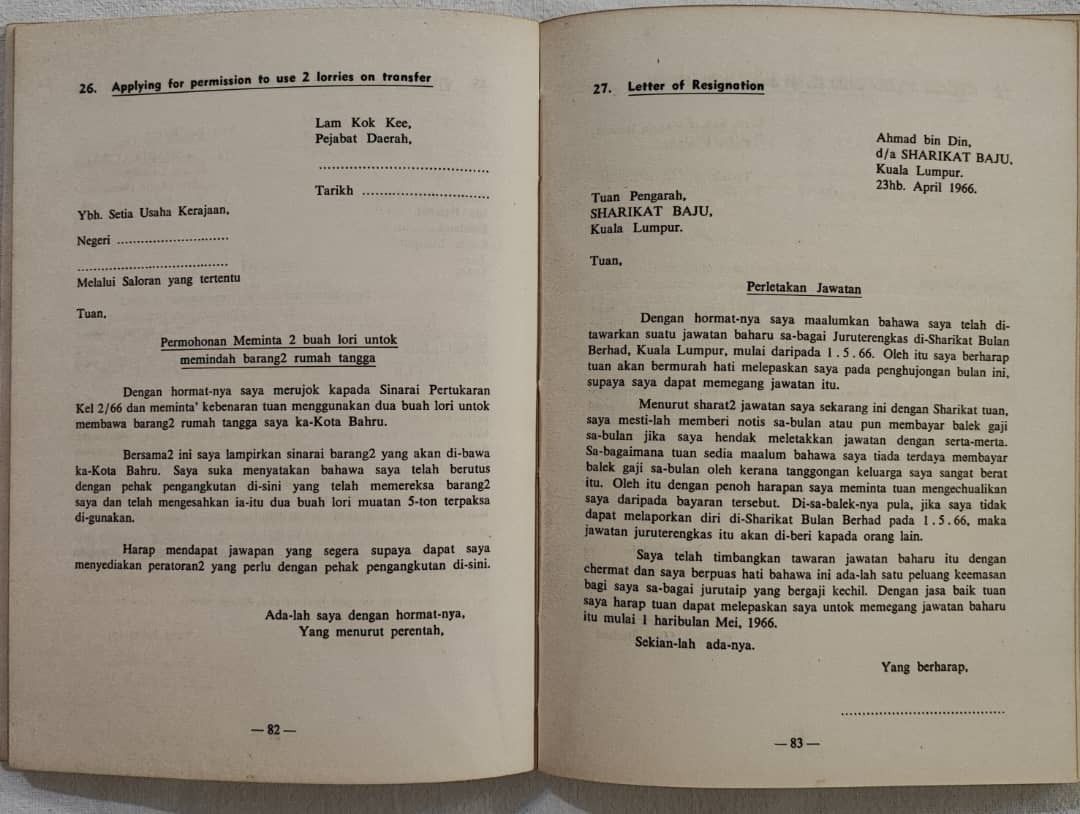 26. Applying for permission to use 2 lorries on transfer
Lam Kok Kee,
Pejabat Daerah,
................................................
Tarikh ....................................
Ybh. Setia Usaha Kerajaan,
Negeri ...............................
..........................................
Melalui Saloran yang tertentu
Tuan,
Permohonan Meminta 2 buah lori untok
memindah barang2 rumah tangga
Dengan hormat-nya saya merujok kapada Sinarai Pertukaran
Kel 2/66 dan meminta' kebenaran tuan menggunakan dua buah lori untok
membawa barang2 rumah tangga saya ka-Kota Bahru.
Bersama2 ini saya lampirkan sinarai barang2 yang akan di-bawa
ka-Kota Bahru. Saya suka menyatakan bahawa saya telah berutus
dengan pehak pengangkutan di-sini yang telah memereksa barang2
saya dan telah mengesahkan ia-itu dua buah lori muatan 5-ton terpaksa
di-gunakan.
Harap mendapat jawapan yang segera supaya dapat saya
menyediakan peratoran2 yang perlu dengan pehak pengangkutan di-sini.
Ada-lah saya dengan hormat-nya,
Yang menurut perentah,
— 82 —
27. Letter of Resignation
Ahmad bin Din,
d/a SHARIKAT BAJU,
Kuala Lumpur.
23hb. April 1966.
Tuan Pengarah,
SHARIKAT BAJU,
Kuala Lumpur.
Tuan,
Perletakan Jawatan
Dengan hormat-nya saya maalumkan bahawa saya telah di-
tawarkan suatu jawatan baharu sa-bagai Juruterengkas di-Sharikat Bulan
Berhad, Kuala Lumpur, mulai daripada 1.5.66. Oleh itu saya berharap
tuan akan bermurah hati melepaskan saya pada penghujongan bulan ini,
supaya saya dapat memegang jawatan itu.
Menurut sharat2 jawatan saya sekarang ini dengan Sharikat tuan,
saya mesti-lah memberi notis sa-bulan atau pun membayar balek gaji
sa-bulan jika saya hendak meletakkan jawatan dengan serta-merta.
Sa-bagaimana tuan sedia maalum bahawa saya tiada terdaya membayar
balek gaji sa-bulan oleh kerana tanggongan keluarga saya sangat berat
itu. Oleh itu dengan penoh harapan saya meminta tuan mengechualikan
saya daripada bayaran tersebut. Di-sa-balek-nya pula, jika saya tidak
dapat melaporkan diri di-Sharikat Bulan Berhad pada 1.5.66, maka
jawatan juruterengkas itu akan di-beri kapada orang lain.
Saya telah timbangkan tawaran jawatan baharu itu dengan
chermat dan saya berpuas hati bahawa ini ada-lah satu peluang keemasan
bagi saya sa-bagai jurutaip yang bergaji kechil. Dengan jasa baik tuan
saya harap tuan dapat melepaskan saya untok memegang jawatan baharu
itu mulai 1 haribulan Mei, 1966.
Sekian-lah ada-nya.
Yang berharap,
..............................................
— 83 —